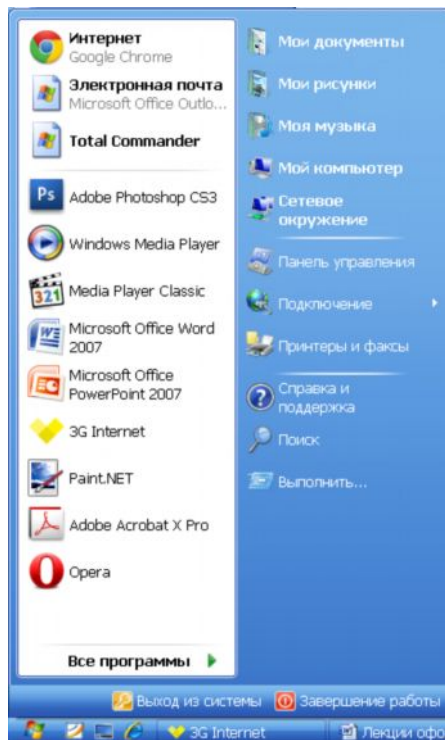 Интернет
Google Chrome
Электронная почта
Microsoft Office Outlo...
Total Commander
Ps
Adobe Photoshop CS3
Windows Media Player
321
Media Player Classic
Microsoft Office Word
2007
Microsoft Office
PowerPoint 2007
3G Internet
Paint.NET
Adobe Acrobat X Pro
Opera
Все программы
Мои документы
Мои рисунки
Моя музыка
Мой компьютер
Сетевое
окружение
Панель управления
Подключение
Принтеры и факсы
Справка и
поддержка
Поиск
Выполнить...
Выход из системы
Завершение работы
3G Internet
Лекции офо